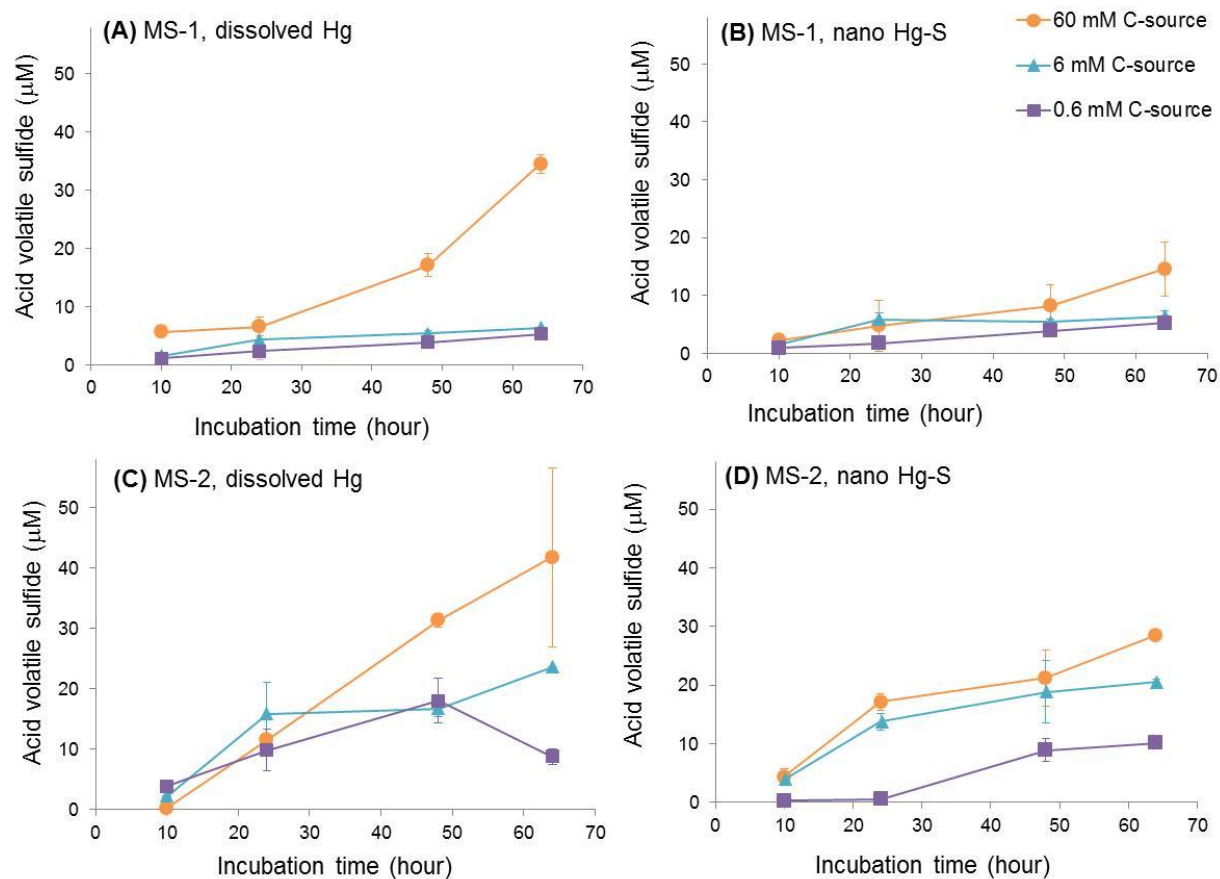 (A) MS-1, dissolved Hg
Acid volatile sulfide (μM)
50
40
30
20
10
0
0 10 20 30 40 50 60 70
Incubation time (hour)
(B) MS-1, nano Hg-S
60 mM C-source
6 mM C-source
0.6 mM C-source
Acid volatile sulfide (μM)
50
40
30
20
10
0
0 10 20 30 40 50 60 70
Incubation time (hour)
(C) MS-2, dissolved Hg
Acid volatile sulfide (μM)
50
40
30
20
10
0
0 10 20 30 40 50 60 70
Incubation time (hour)
(D) MS-2, nano Hg-S
Acid volatile sulfide (μM)
50
40
30
20
10
0
0 10 20 30 40 50 60 70
Incubation time (hour)